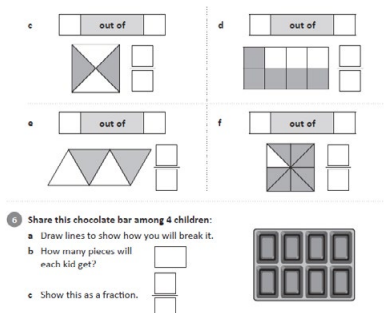 c out of
d out of
e out of
f out of
6 Share this chocolate bar among 4 children:
a Draw lines to show how you will break it.
b How many pieces will
each kid get?
c Show this as a fraction.